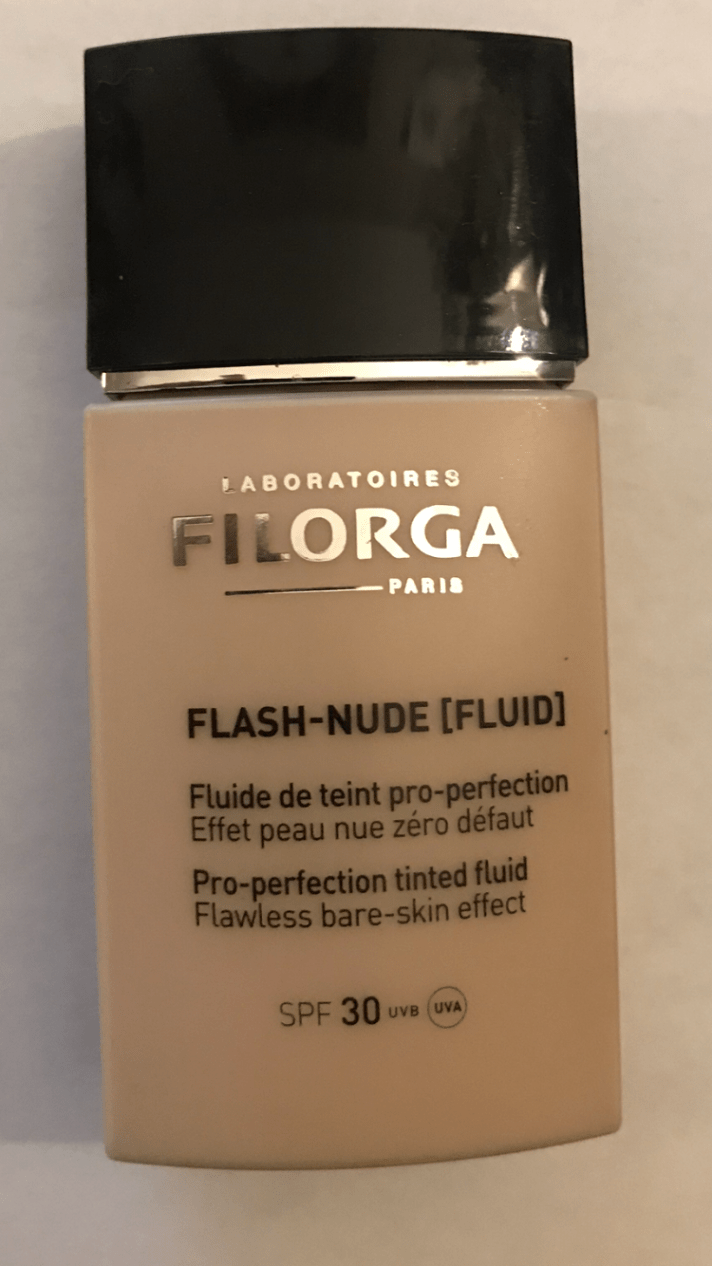 LABORATOIRES
FILORGA
PARIS
FLASH-NUDE [FLUID]
Fluide de teint pro-perfection
Effet peau nue zéro défaut
Pro-perfection tinted fluid
Flawless bare-skin effect
SPF 30 UVB UVA